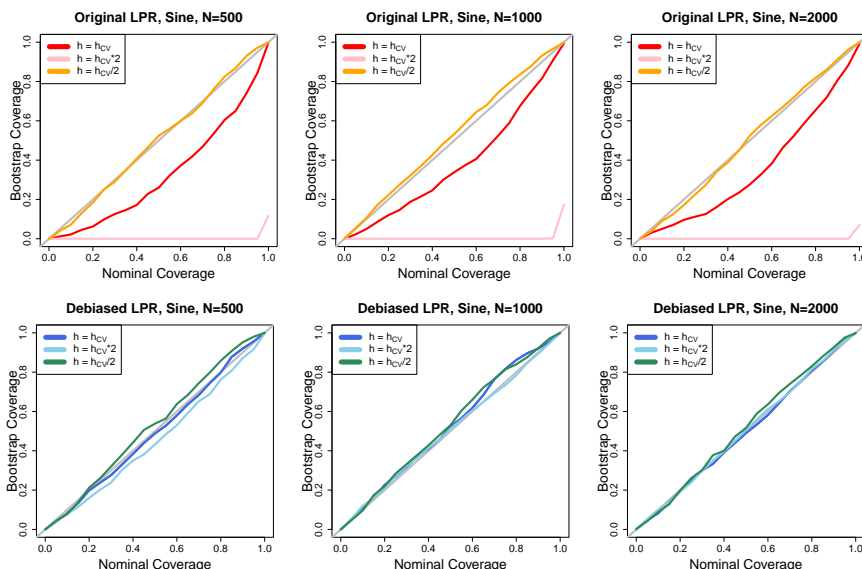 Original LPR, Sine, N=500
Bootstrap Coverage
0.0 0.2 0.4 0.6 0.8 1.0
h = hCV
h = hCV*2
h = hCV/2
0.0 0.2 0.4 0.6 0.8 1.0
Nominal Coverage
Original LPR, Sine, N=1000
Bootstrap Coverage
0.0 0.2 0.4 0.6 0.8 1.0
h = hCV
h = hCV*2
h = hCV/2
0.0 0.2 0.4 0.6 0.8 1.0
Nominal Coverage
Original LPR, Sine, N=2000
Bootstrap Coverage
0.0 0.2 0.4 0.6 0.8 1.0
h = hCV
h = hCV*2
h = hCV/2
0.0 0.2 0.4 0.6 0.8 1.0
Nominal Coverage
Debiased LPR, Sine, N=500
Bootstrap Coverage
0.0 0.2 0.4 0.6 0.8 1.0
h = hCV
h = hCV*2
h = hCV/2
0.0 0.2 0.4 0.6 0.8 1.0
Nominal Coverage
Debiased LPR, Sine, N=1000
Bootstrap Coverage
0.0 0.2 0.4 0.6 0.8 1.0
h = hCV
h = hCV*2
h = hCV/2
0.0 0.2 0.4 0.6 0.8 1.0
Nominal Coverage
Debiased LPR, Sine, N=2000
Bootstrap Coverage
0.0 0.2 0.4 0.6 0.8 1.0
h = hCV
h = hCV*2
h = hCV/2
0.0 0.2 0.4 0.6 0.8 1.0
Nominal Coverage